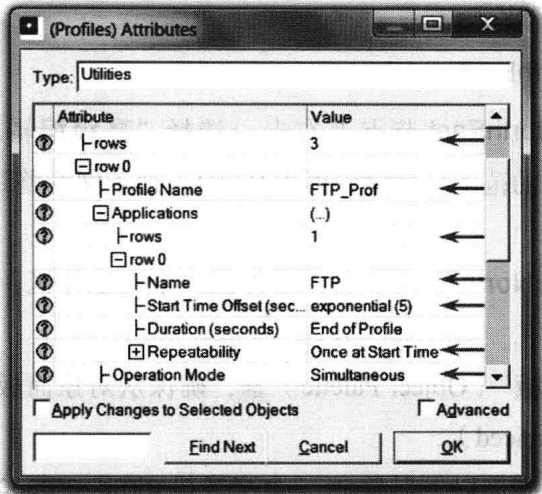 (Profiles) Attributes
Type: Utilities
Attribute Value
rows 3
row 0
Profile Name FTP_Prof
Applications (...)
rows 1
row 0
Name FTP
Start Time Offset (sec... exponential (5)
Duration (seconds) End of Profile
Repeatability Once at Start Time
Operation Mode Simultaneous
Apply Changes to Selected Objects Advanced
Find Next Cancel OK